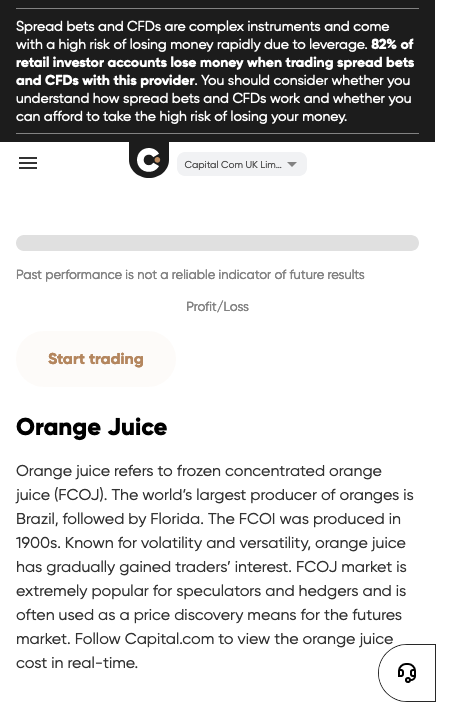 Spread bets and CFDs are complex instruments and come
with a high risk of losing money rapidly due to leverage. 82% of
retail investor accounts lose money when trading spread bets
and CFDs with this provider. You should consider whether you
understand how spread bets and CFDs work and whether you
can afford to take the high risk of losing your money.
Capital Com UK Lim...
Past performance is not a reliable indicator of future results
Profit/Loss
Start trading
Orange Juice
Orange juice refers to frozen concentrated orange
juice (FCOJ). The world's largest producer of oranges is
Brazil, followed by Florida. The FCOI was produced in
1900s. Known for volatility and versatility, orange juice
has gradually gained traders' interest. FCOJ market is
extremely popular for speculators and hedgers and is
often used as a price discovery means for the futures
market. Follow Capital.com to view the orange juice
cost in real-time.